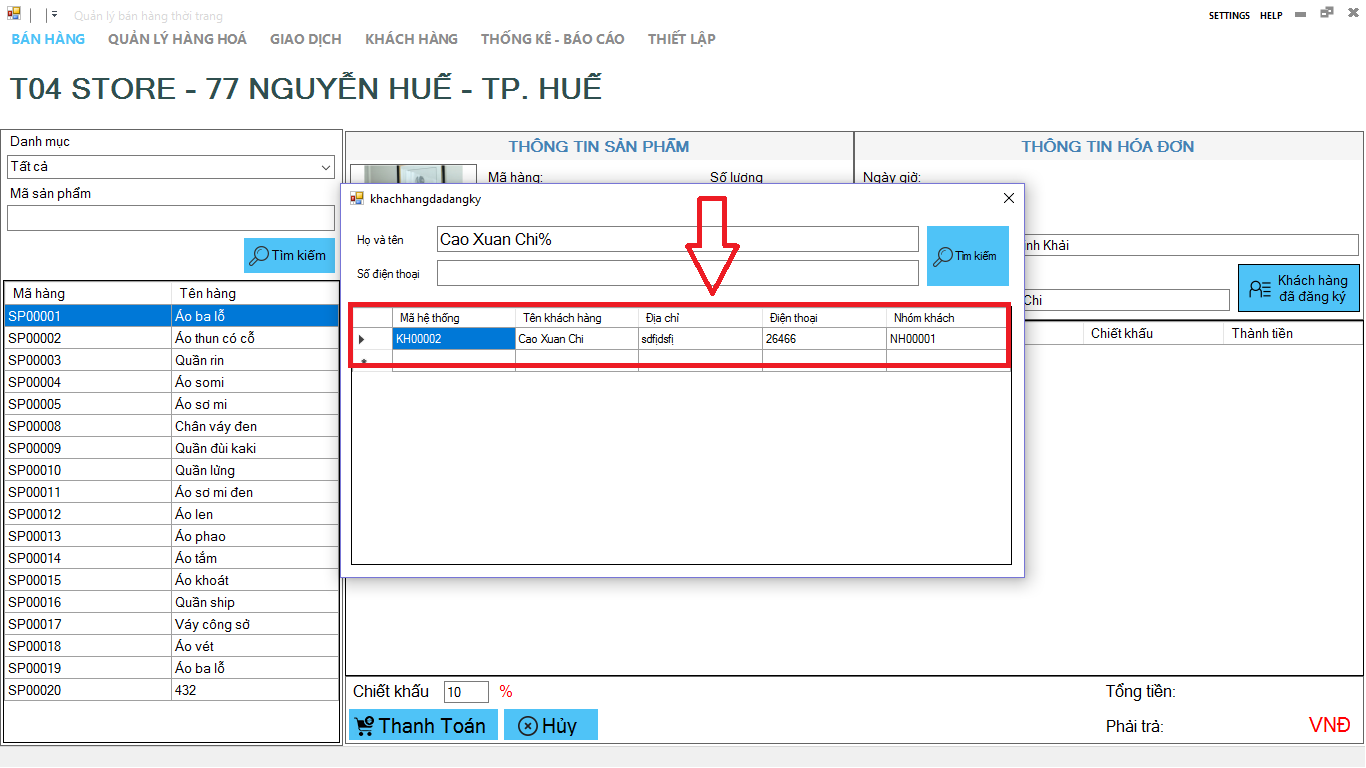 Quản lý bán hàng thời trang
SETTINGS HELP
BÁN HÀNG QUẢN LÝ HÀNG HOÁ GIAO DỊCH KHÁCH HÀNG THỐNG KÊ - BÁO CÁO THIẾT LẬP
T04 STORE - 77 NGUYỄN HUẾ - TP. HUẾ
Danh mục
Tất cả
Mã sản phẩm
Tìm kiếm
Mã hàng Tên hàng
SP00001 Áo ba lỗ
SP00002 Áo thun có cỗ
SP00003 Quần rin
SP00004 Áo somi
SP00005 Áo sơ mi
SP00008 Chân váy đen
SP00009 Quần đùi kaki
SP00010 Quần lửng
SP00011 Áo sơ mi đen
SP00012 Áo len
SP00013 Áo phao
SP00014 Áo tắm
SP00015 Áo khoát
SP00016 Quần ship
SP00017 Váy công sở
SP00018 Áo vét
SP00019 Áo ba lỗ
SP00020 432
THÔNG TIN SẢN PHẨM
Mã hàng: Số lượng
THÔNG TIN HÓA ĐƠN
Ngày giờ:
Khải
Chi
Khách hàng
đã đăng ký
Chiết khấu Thành tiền
khachhangdadangky
Họ và tên Cao Xuan Chi%
Số điện thoại
Tìm kiếm
Mã hệ thống Tên khách hàng Địa chỉ Điện thoại Nhóm khách
KH00002 Cao Xuan Chi sdfjdsfj 26466 NH00001
Chiết khấu 10 %
Thanh Toán Hủy
Tổng tiền:
Phải trả: VNĐ